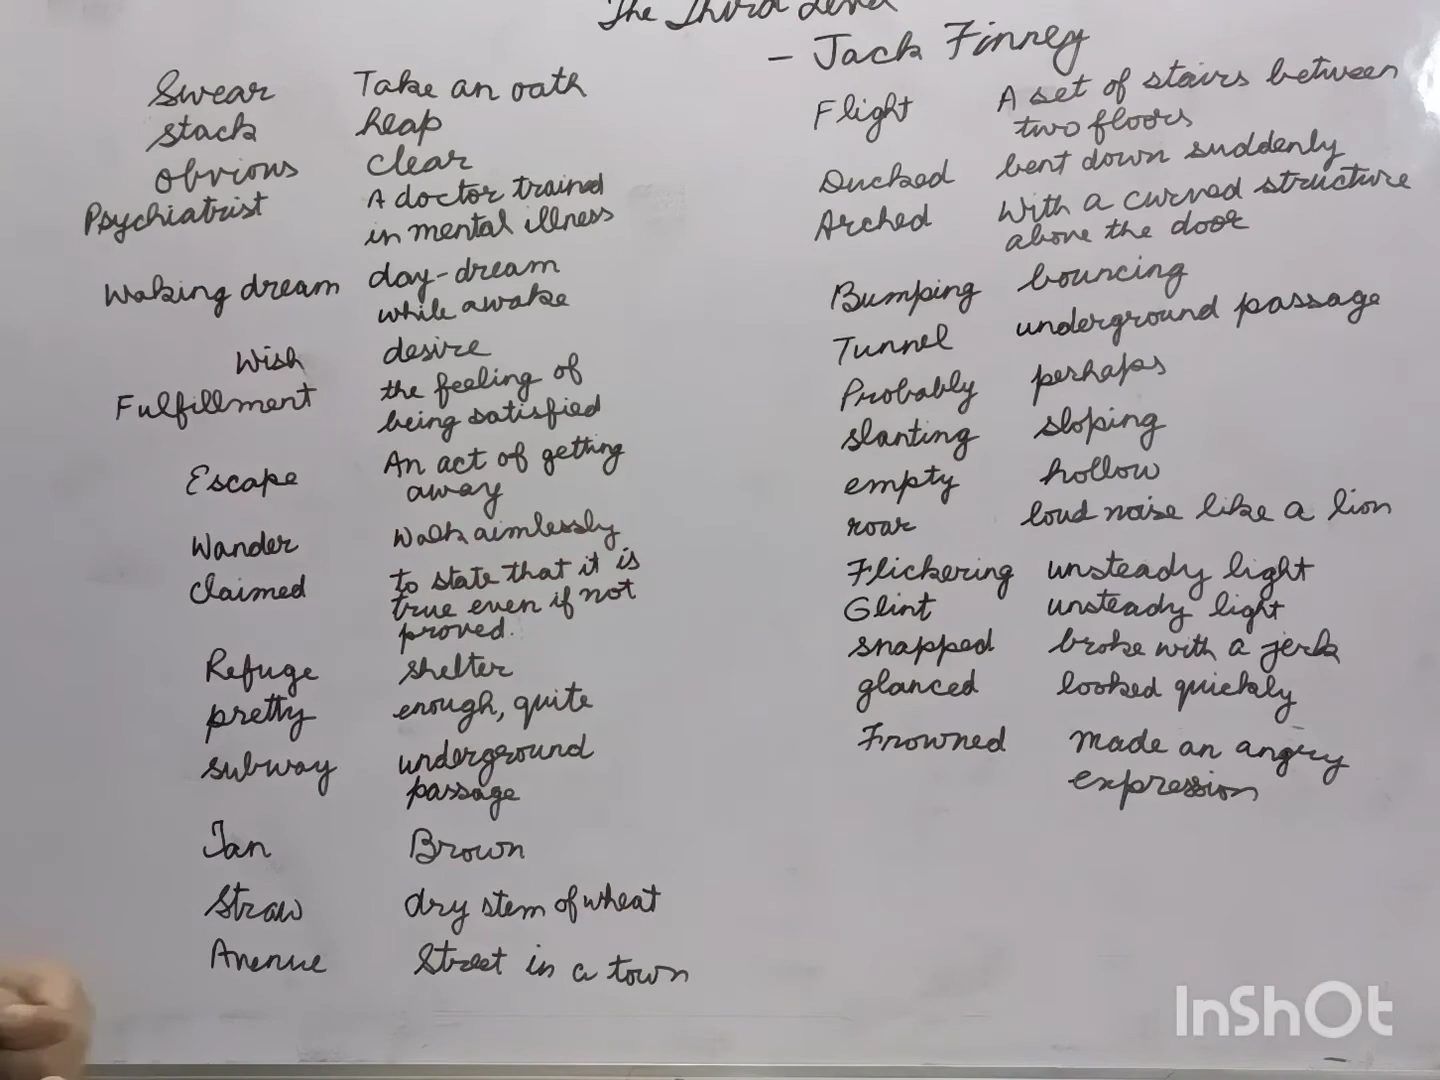 The Third Level
- Jack Finney
Swear Take an oath
stack heap
obvious clear
Psychiatrist A doctor trained
in mental illness
Waking dream day-dream
while awake
Wish desire
Fulfillment the feeling of
being satisfied
Escape An act of getting
away
Wander Walk aimlessly
claimed to state that it is
true even if not
proved.
Refuge shelter
pretty enough, quite
subway underground
passage
Tan Brown
Straw dry stem of wheat
Avenue Street in a town
Flight A set of stairs between
two floors
Ducked bent down suddenly
Arched With a curved structure
above the door
Bumping bouncing
Tunnel underground passage
Probably perhaps
slanting sloping
empty hollow
roar loud noise like a lion
Flickering unsteady light
Glint unsteady light
snapped broke with a jerk
glanced looked quickly
Frowned made an angry
expression
InShOt